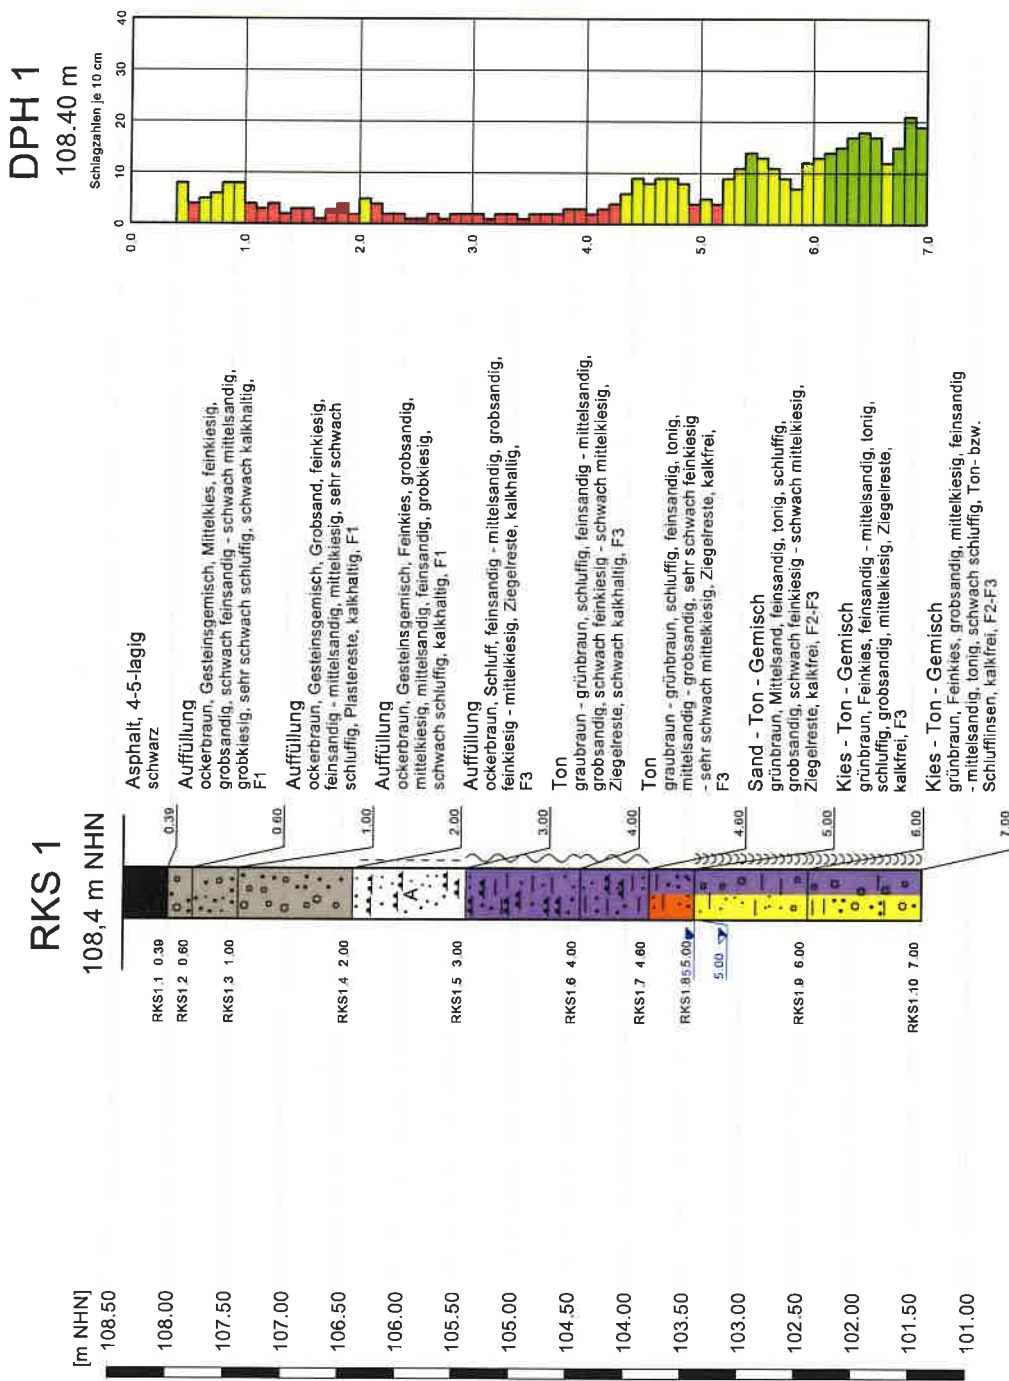 DPH 1
108.40 m
Schlagzahlen je 10 cm
0
10
20
30
40
0.0
1.0
2.0
3.0
4.0
5.0
6.0
7.0
RKS 1
108,4 m NHN
RKS1.1 0.39
RKS1.2 0.60
RKS1.3 1.00
RKS1.4 2.00
RKS1.5 3.00
RKS1.6 4.00
RKS1.7 4.60
5.00
RKS1.9 6.00
RKS1.10 7.00
A
0.39
Asphalt, 4-5-lagig
schwarz
0.60
Auffüllung
ockerbraun, Gesteinsgemisch, Mittelkies, feinkiesig,
grobsandig, schwach feinsandig - schwach mittelsandig,
grobkiesig, sehr schwach schluffig, schwach kalkhaltig,
F1
1.00
Auffüllung
ockerbraun, Gesteinsgemisch, Grobsand, feinkiesig,
feinsandig - mittelsandig, mittelkiesig, sehr schwach
schluffig, Plastereste, kalkhaltig, F1
2.00
Auffüllung
ockerbraun, Gesteinsgemisch, Feinkies, grobsandig,
mittelkiesig, mittelsandig, feinsandig, grobkiesig,
schwach schluffig, kalkhaltig, F1
3.00
Auffüllung
ockerbraun, Schluff, feinsandig - mittelsandig, grobsandig,
feinkiesig - mittelkiesig, Ziegelreste, kalkhaltig,
F3
4.00
Ton
graubraun - grünbraun, schluffig, feinsandig - mittelsandig,
grobsandig, schwach feinkiesig - schwach mittelkiesig,
Ziegelreste, schwach kalkhaltig, F3
4.60
Ton
graubraun - grünbraun, schluffig, feinsandig, tonig,
mittelsandig - grobsandig, sehr schwach feinkiesig
- sehr schwach mittelkiesig, Ziegelreste, kalkfrei,
F3
5.00
Sand - Ton - Gemisch
grünbraun, Mittelsand, feinsandig, tonig, schluffig,
grobsandig, schwach feinkiesig - schwach mittelkiesig,
Ziegelreste, kalkfrei, F2-F3
6.00
Kies - Ton - Gemisch
grünbraun, Feinkies, feinsandig - mittelsandig, tonig,
schluffig, grobsandig, mittelkiesig, Ziegelreste,
kalkfrei, F3
7.00
Kies - Ton - Gemisch
grünbraun, Feinkies, grobsandig, mittelkiesig, feinsandig
- mittelsandig, tonig, schwach schluffig, Ton- bzw.
Schlufflinsen, kalkfrei, F2-F3
[m NHN]
108.50
108.00
107.50
107.00
106.50
106.00
105.50
105.00
104.50
104.00
103.50
103.00
102.50
102.00
101.50
101.00